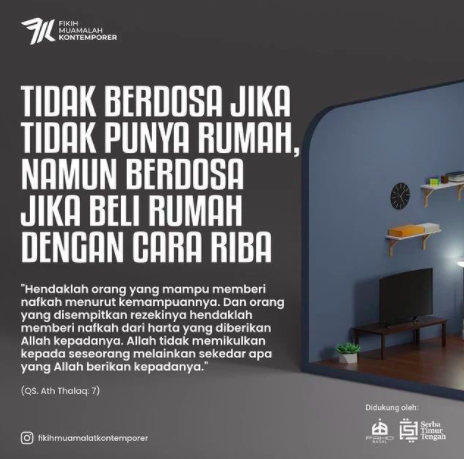 FIKIH
MUAMALAH
KONTEMPORER
TIDAK BERDOSA JIKA
TIDAK PUNYA RUMAH,
NAMUN BERDOSA
JIKA BELI RUMAH
DENGAN CARA RIBA
"Hendaklah orang yang mampu memberi
nafkah menurut kemampuannya. Dan orang
yang disempitkan rezekinya hendaklah
memberi nafkah dari harta yang diberikan
Allah kepadanya. Allah tidak memikulkan
kepada seseorang melainkan sekedar apa
yang Allah berikan kepadanya."
(QS. Ath Thalaq: 7)
Didukung oleh:
Serba
Timur
Tengah
fikihmuamalatkontemporer